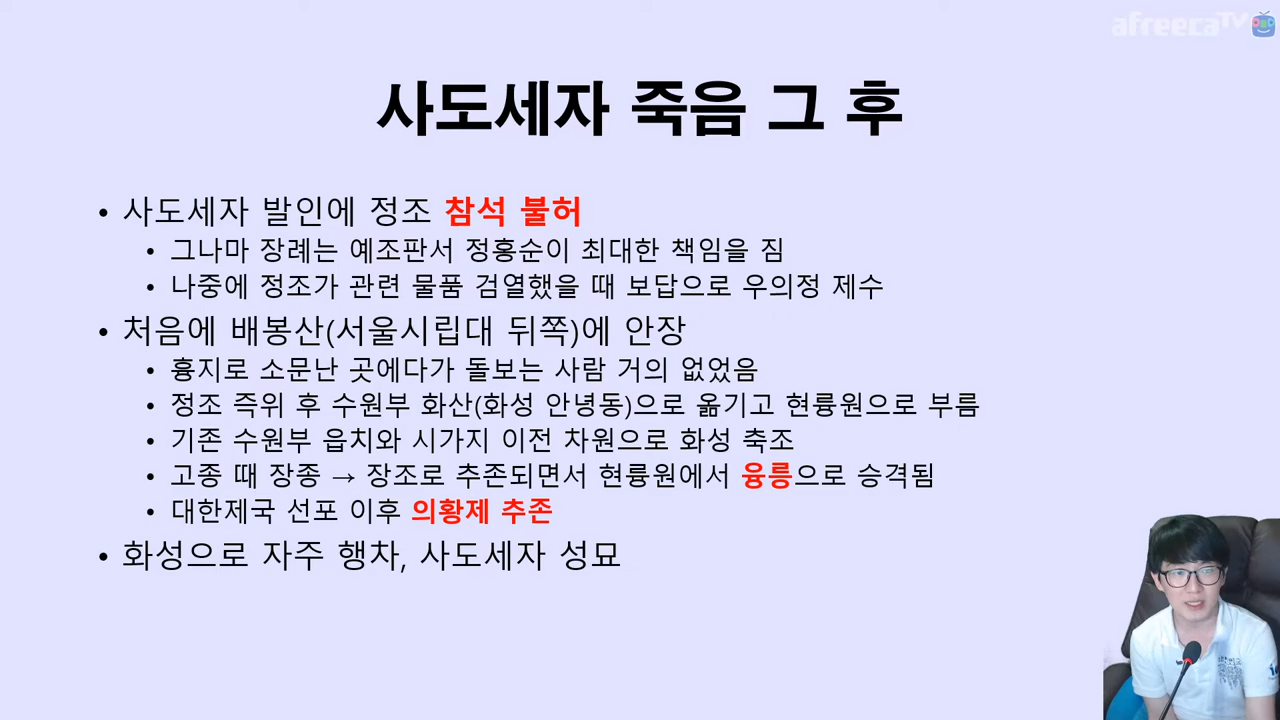 afreecaTV
사도세자 죽음 그 후
• 사도세자 발인에 정조 참석 불허
• 그나마 장례는 예조판서 정홍순이 최대한 책임을 짐
• 나중에 정조가 관련 물품 검열했을 때 보답으로 우의정 제수
• 처음에 배봉산(서울시립대 뒤쪽)에 안장
• 흉지로 소문난 곳에다가 돌보는 사람 거의 없었음
• 정조 즉위 후 수원부 화산(화성 안녕동)으로 옮기고 현륭원으로 부름
• 기존 수원부 읍치와 시가지 이전 차원으로 화성 축조
• 고종 때 장종 → 장조로 추존되면서 현륭원에서 융릉으로 승격됨
• 대한제국 선포 이후 의황제 추존
• 화성으로 자주 행차, 사도세자 성묘